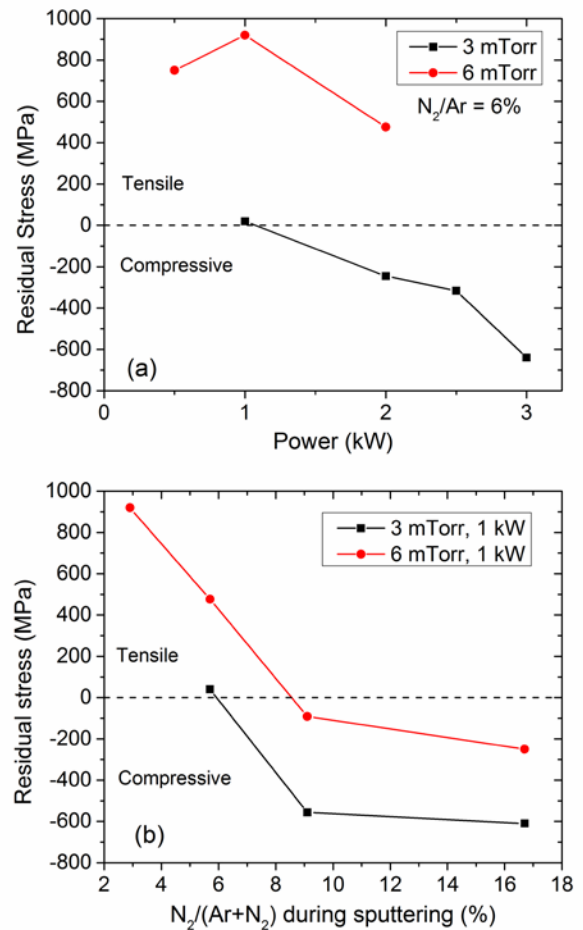 1000
800
600
400
200
0
-200
-400
-600
-800
Residual Stress (MPa)
3 mTorr
6 mTorr
N₂/Ar = 6%
Tensile
Compressive
(a)
0 1 2 3
Power (kW)
1000
800
600
400
200
0
-200
-400
-600
-800
Residual stress (MPa)
3 mTorr, 1 kW
6 mTorr, 1 kW
Tensile
Compressive
(b)
2 4 6 8 10 12 14 16 18
N₂/(Ar+N₂) during sputtering (%)